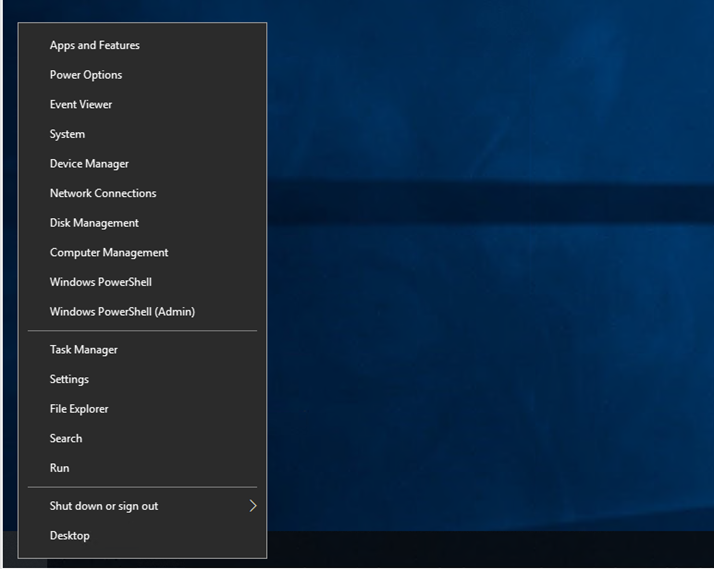 Apps and Features
Power Options
Event Viewer
System
Device Manager
Network Connections
Disk Management
Computer Management
Windows PowerShell
Windows PowerShell (Admin)
Task Manager
Settings
File Explorer
Search
Run
Shut down or sign out
Desktop